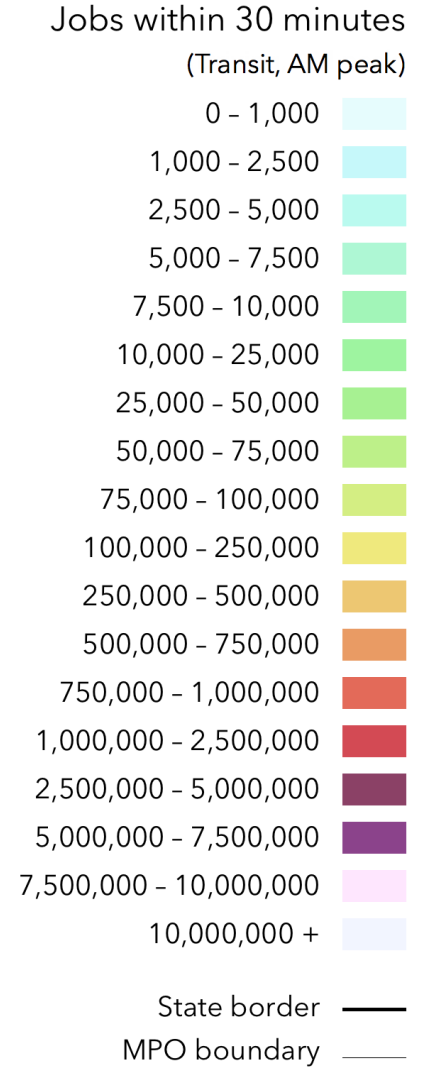 Jobs within 30 minutes
(Transit, AM peak)
0 – 1,000
1,000 – 2,500
2,500 – 5,000
5,000 – 7,500
7,500 – 10,000
10,000 – 25,000
25,000 – 50,000
50,000 – 75,000
75,000 – 100,000
100,000 – 250,000
250,000 – 500,000
500,000 – 750,000
750,000 – 1,000,000
1,000,000 – 2,500,000
2,500,000 – 5,000,000
5,000,000 – 7,500,000
7,500,000 – 10,000,000
10,000,000 +
State border
MPO boundary